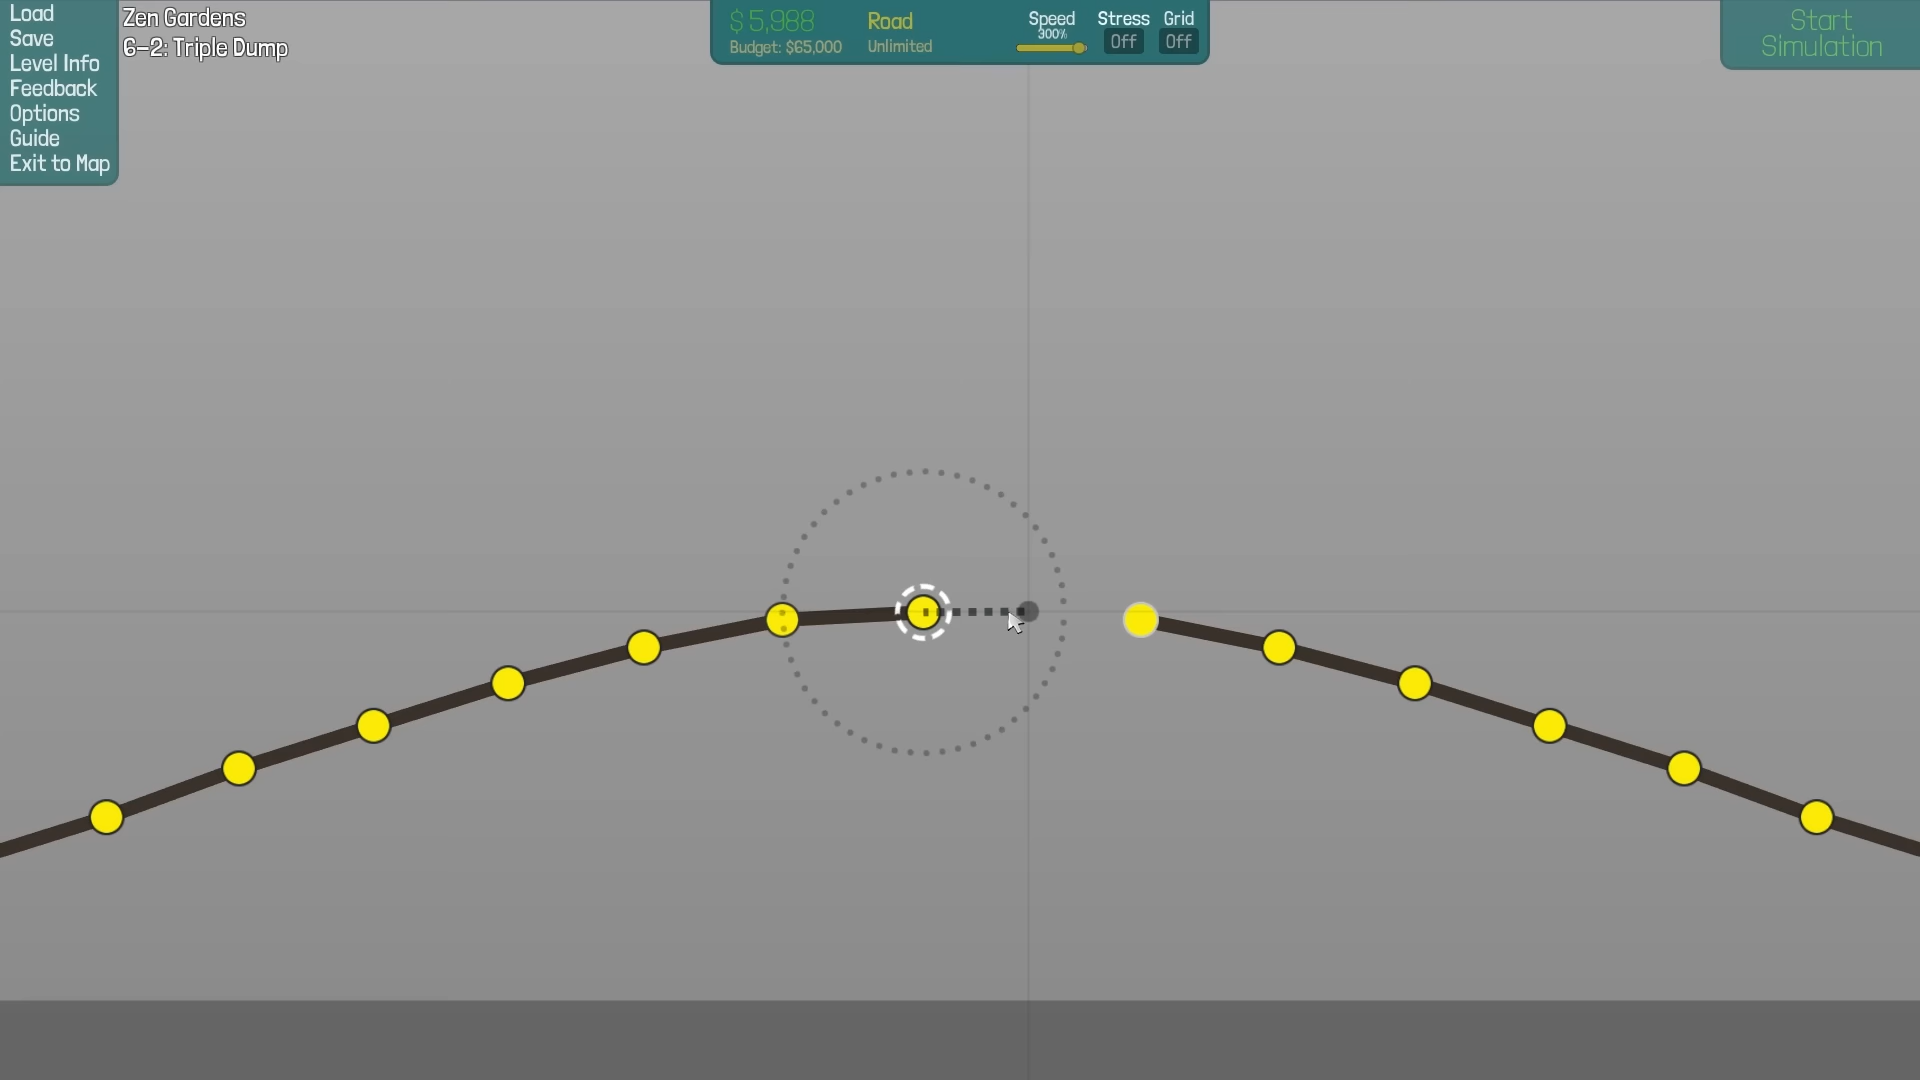 Load
Save
Level Info
Feedback
Options
Guide
Exit to Map
Zen Gardens
6-2: Triple Dump
$ 5,988
Budget: $65,000
Road
Unlimited
Speed
300%
Stress
Off
Grid
Off
Start
Simulation